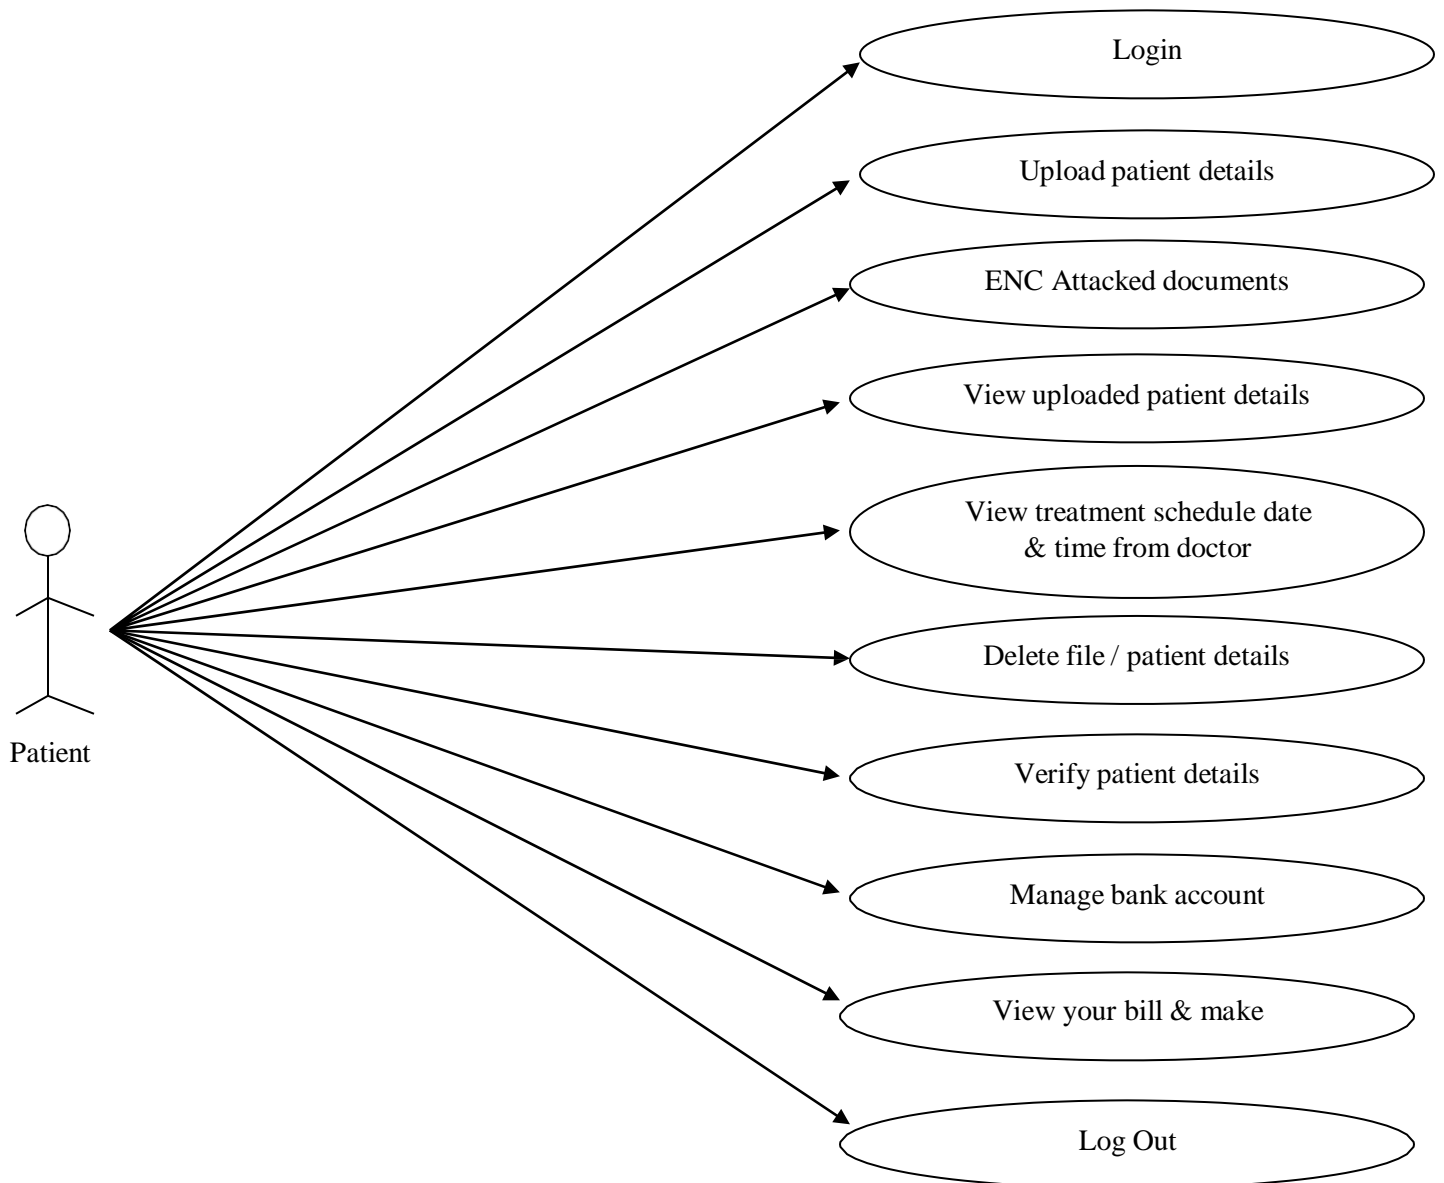 Login
Upload patient details
ENC Attacked documents
View uploaded patient details
View treatment schedule date
& time from doctor
Delete file / patient details
Verify patient details
Patient
Manage bank account
View your bill & make
Log Out